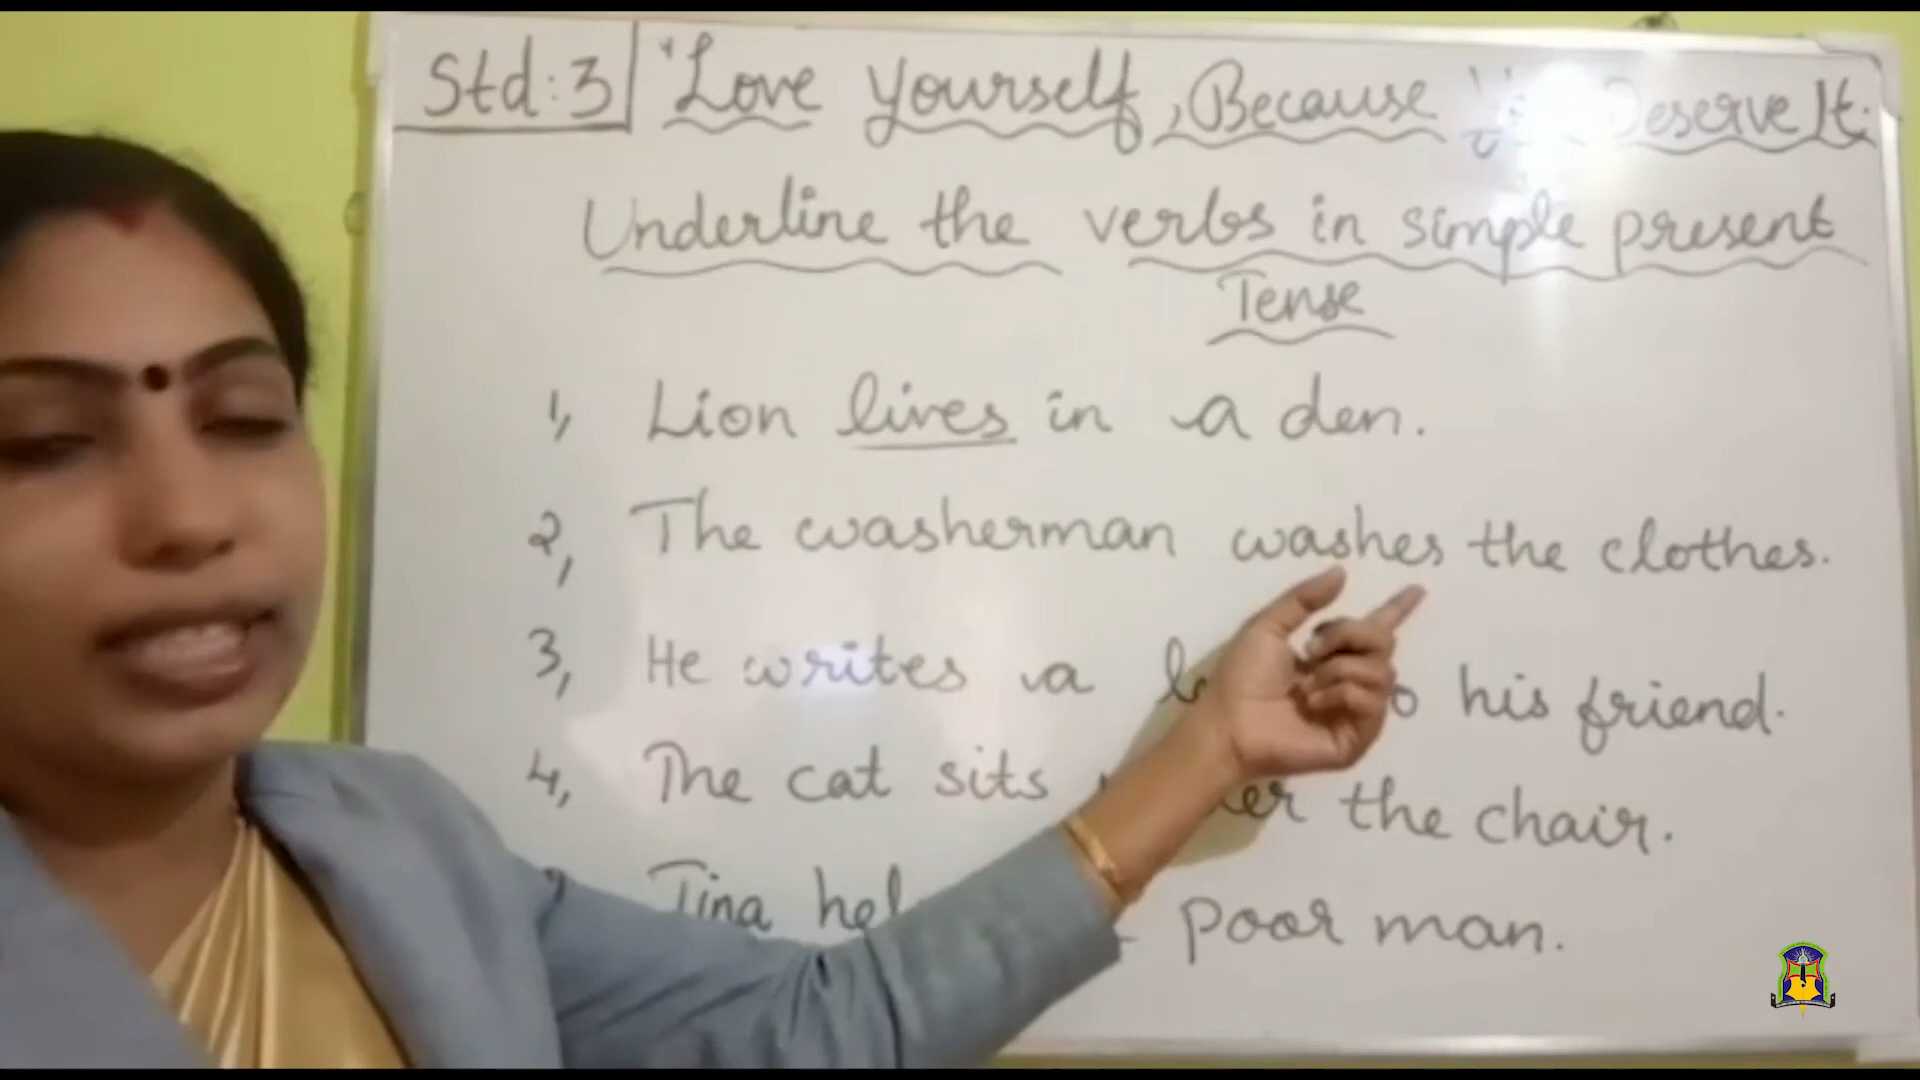 Std:3 "Love Yourself, Because Deserve It.
Underline the verbs in simple present
Tense
1, Lion lives in a den.
2, The washerman washes the clothes.
3, He writes a his friend.
4, The cat sits the chair.
Tina poor man.